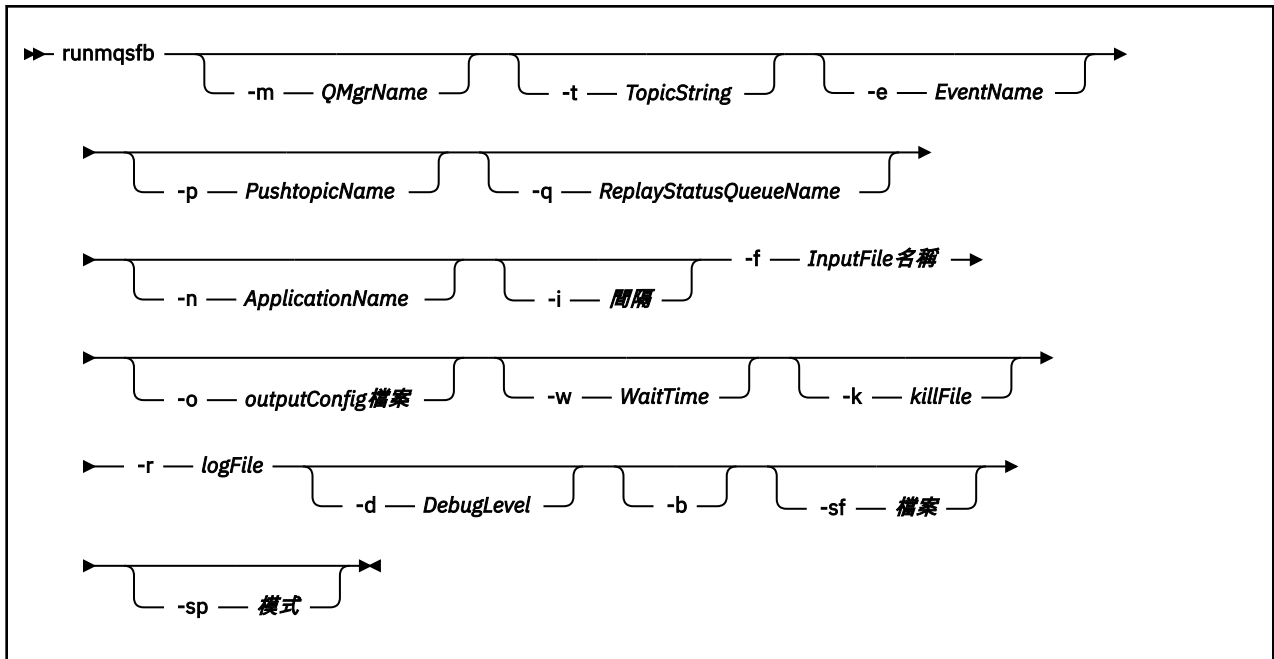 runmqsfb
-m QMgrName -t TopicString -e EventName
-p PushtopicName -q ReplayStatusQueueName
-f InputFile名稱
-n ApplicationName -i 間隔
-o outputConfig檔案 -w WaitTime -k killFile
-r logFile
-d DebugLevel -b -sf 檔案
-sp 模式